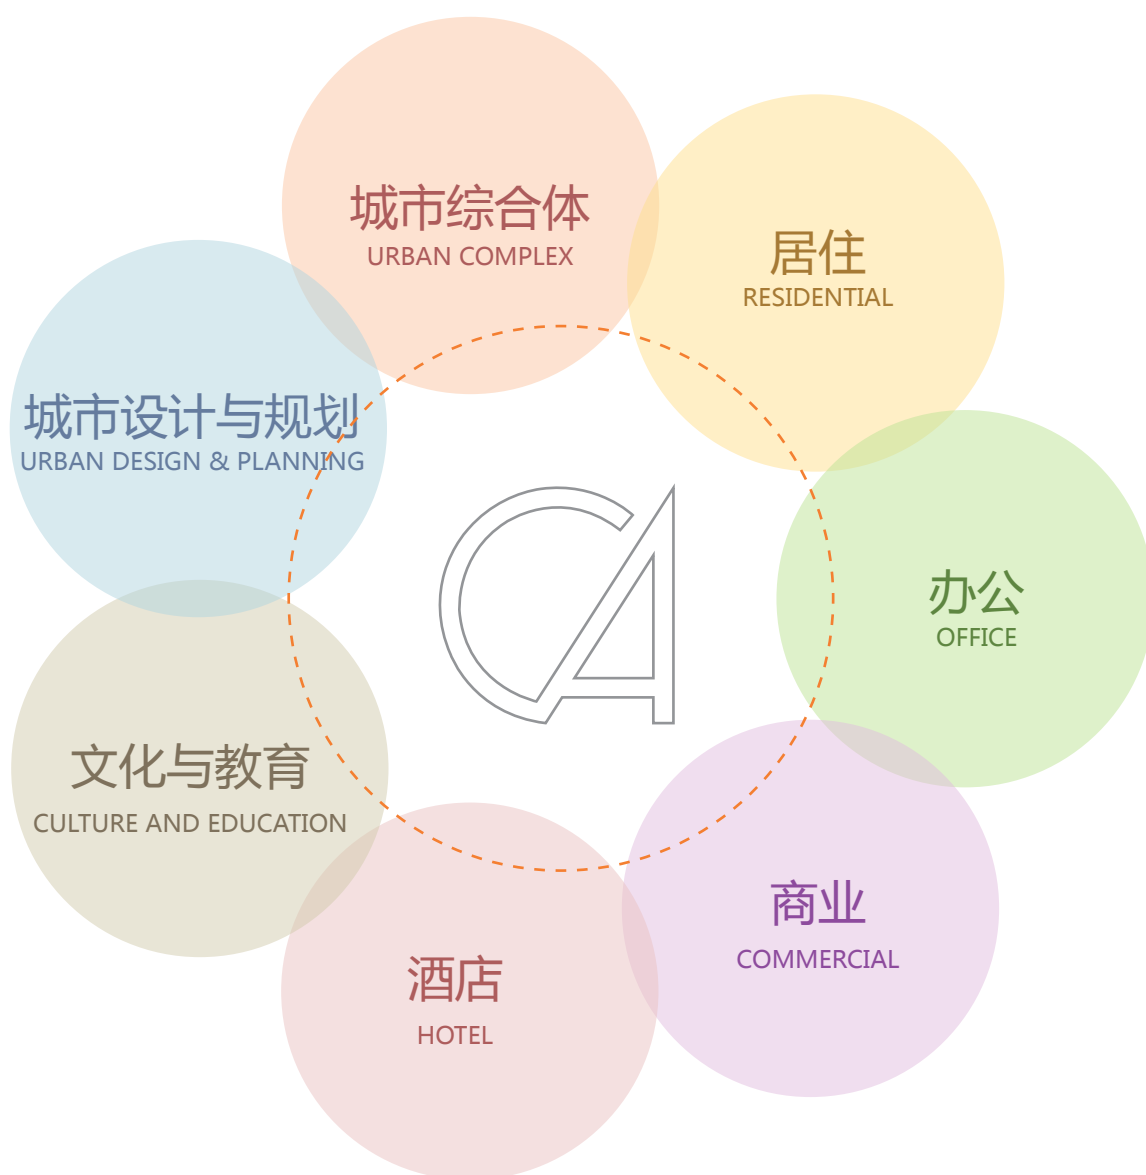 城市综合体
URBAN COMPLEX
居住
RESIDENTIAL
城市设计与规划
URBAN DESIGN & PLANNING
CA
办公
OFFICE
文化与教育
CULTURE AND EDUCATION
商业
COMMERCIAL
酒店
HOTEL